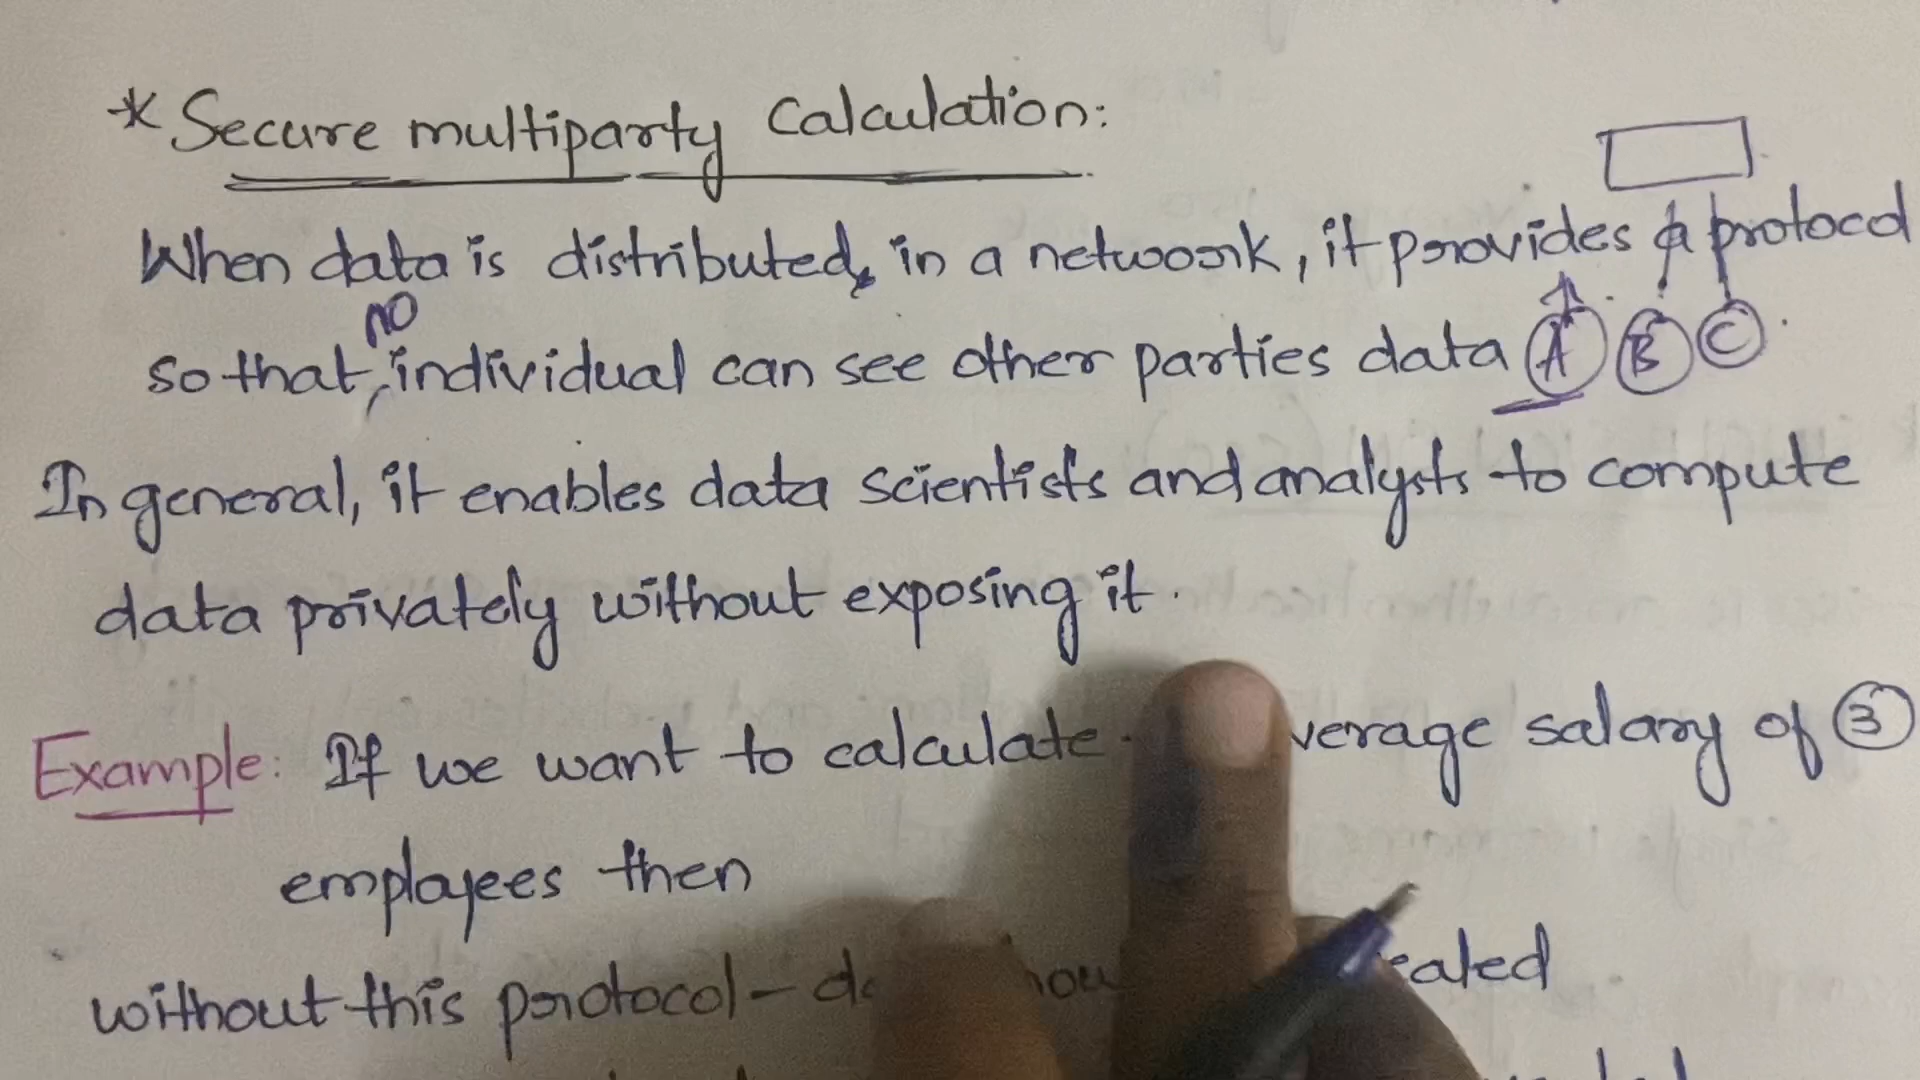 * Secure multiparty Calculation:
When data is distributed, in a network, it provides a protocol
no
so that, individual can see other parties data A B C
In general, it enables data scientists and analysts to compute
data privately without exposing it.
Example: If we want to calculate verage salary of 3
employees then
without this protocol -